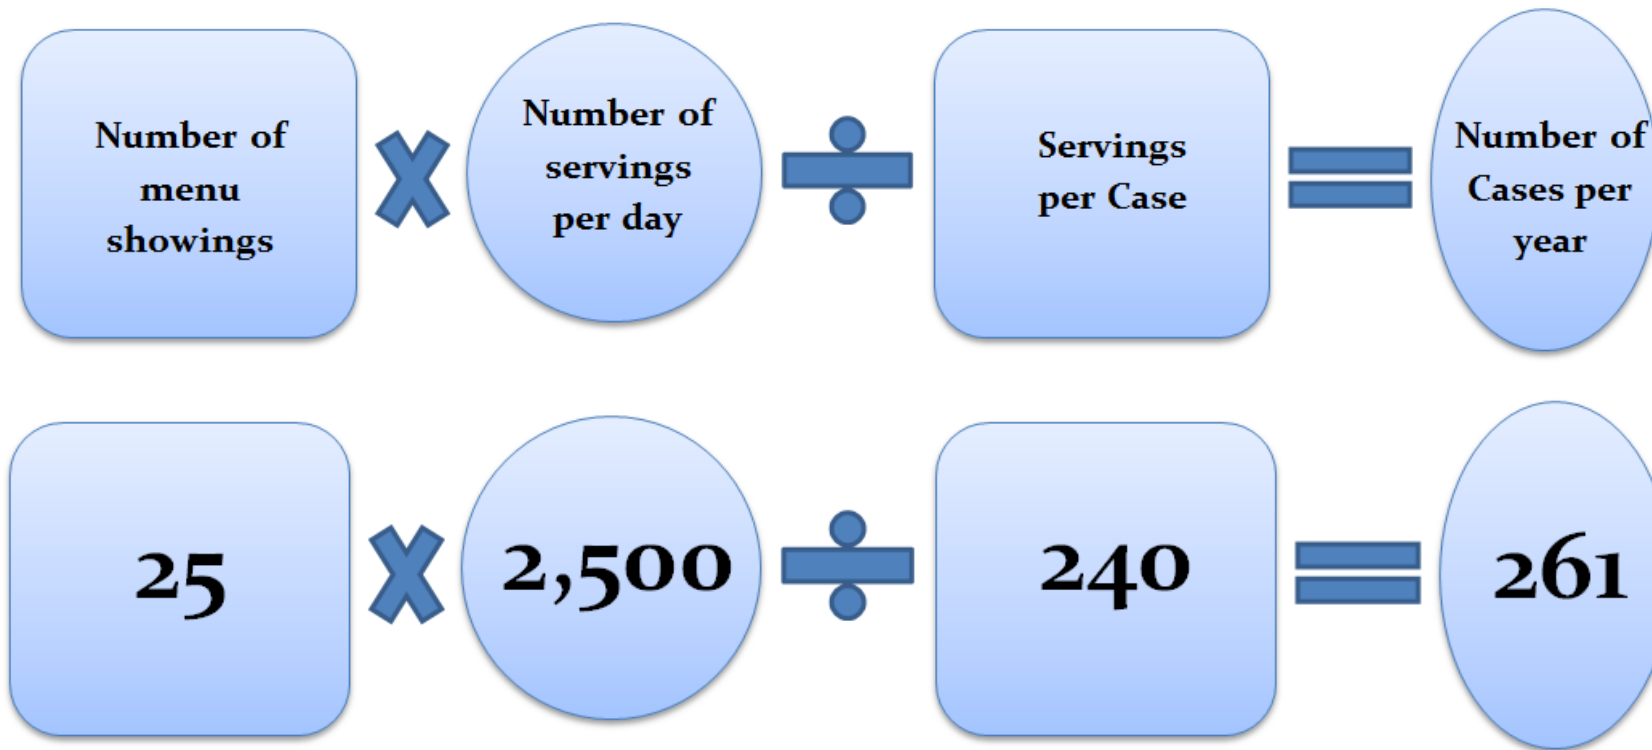 Number of
menu
showings
Number of
servings
per day
Servings
per Case
Number of
Cases per
year
25
2,500
240
261